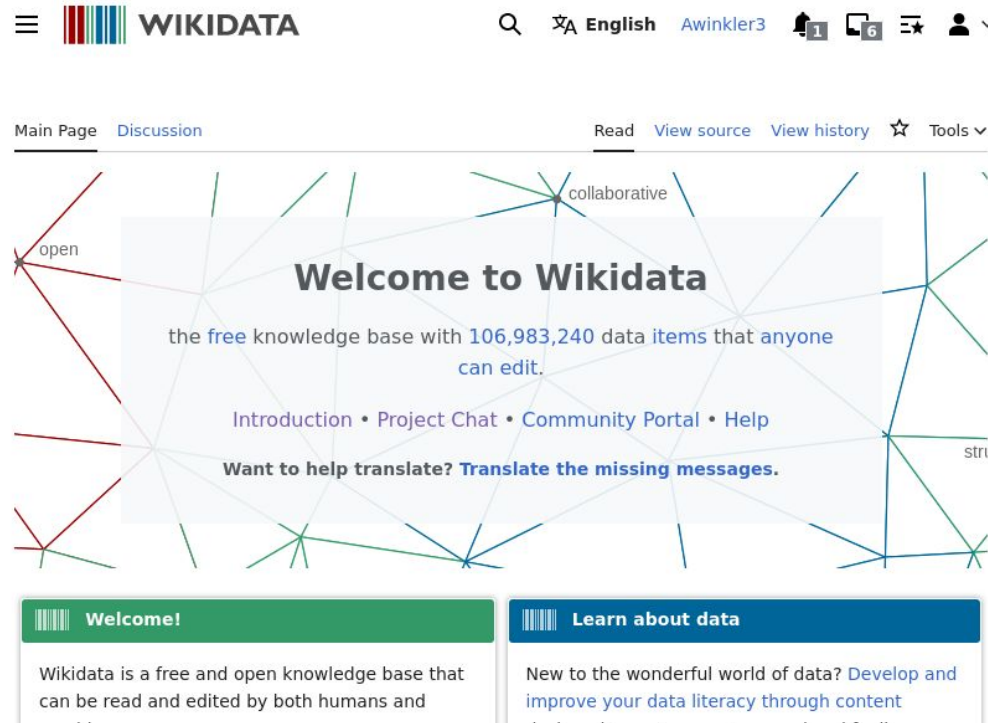 WIKIDATA
English Awinkler3 1 6
Main Page Discussion Read View source View history Tools
collaborative
open
Welcome to Wikidata
the free knowledge base with 106,983,240 data items that anyone
can edit.
Introduction • Project Chat • Community Portal • Help
Want to help translate? Translate the missing messages.
stru
Welcome!
Wikidata is a free and open knowledge base that
can be read and edited by both humans and
Learn about data
New to the wonderful world of data? Develop and
improve your data literacy through content